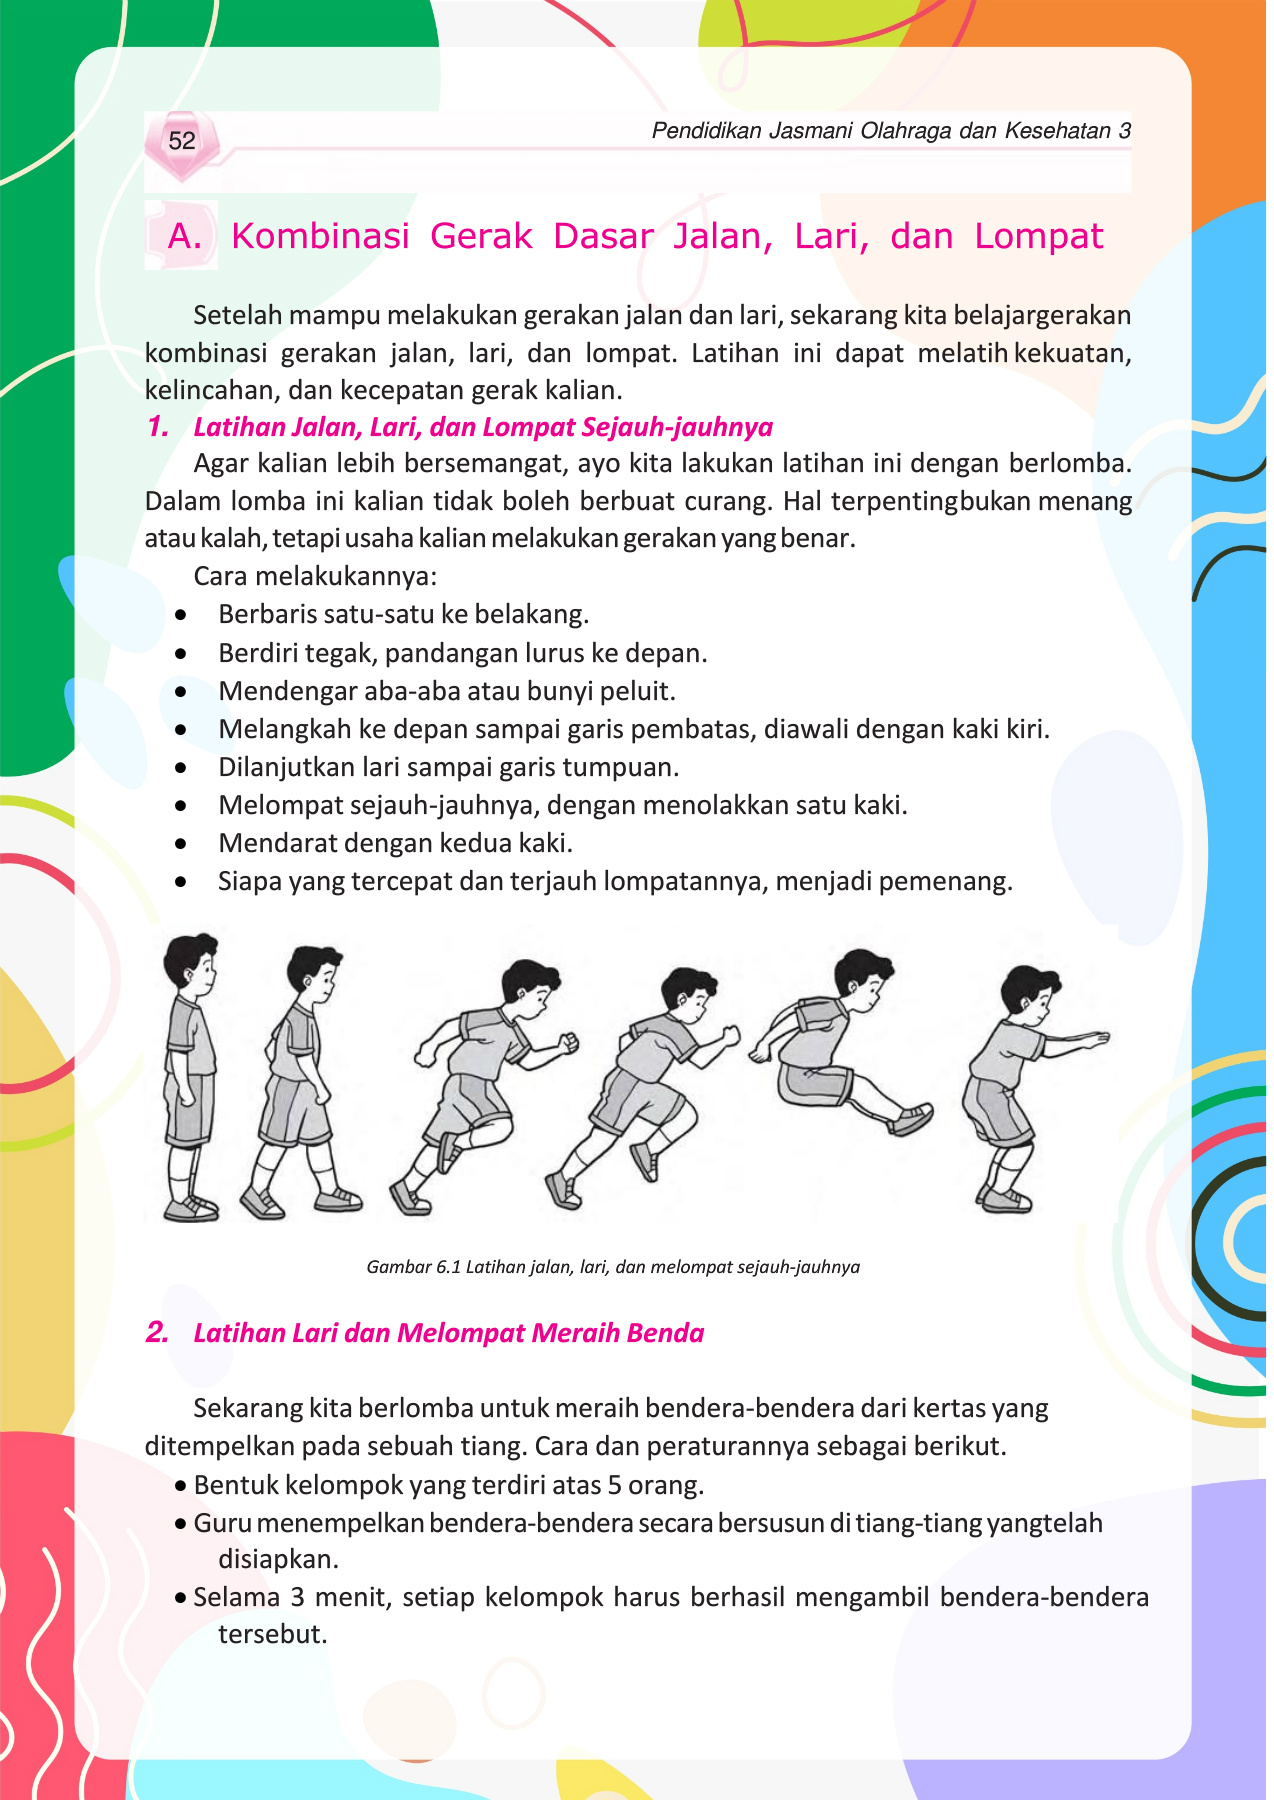 52
Pendidikan Jasmani Olahraga dan Kesehatan 3
A. Kombinasi Gerak Dasar Jalan, Lari, dan Lompat
Setelah mampu melakukan gerakan jalan dan lari, sekarang kita belajargerakan
kombinasi gerakan jalan, lari, dan lompat. Latihan ini dapat melatih kekuatan,
kelincahan, dan kecepatan gerak kalian.
1. Latihan Jalan, Lari, dan Lompat Sejauh-jauhnya
Agar kalian lebih bersemangat, ayo kita lakukan latihan ini dengan berlomba.
Dalam lomba ini kalian tidak boleh berbuat curang. Hal terpentingbukan menang
atau kalah, tetapi usaha kalian melakukan gerakan yang benar.
Cara melakukannya:
• Berbaris satu-satu ke belakang.
• Berdiri tegak, pandangan lurus ke depan.
• Mendengar aba-aba atau bunyi peluit.
• Melangkah ke depan sampai garis pembatas, diawali dengan kaki kiri.
• Dilanjutkan lari sampai garis tumpuan.
• Melompat sejauh-jauhnya, dengan menolakkan satu kaki.
• Mendarat dengan kedua kaki.
• Siapa yang tercepat dan terjauh lompatannya, menjadi pemenang.
Gambar 6.1 Latihan jalan, lari, dan melompat sejauh-jauhnya
2. Latihan Lari dan Melompat Meraih Benda
Sekarang kita berlomba untuk meraih bendera-bendera dari kertas yang
ditempelkan pada sebuah tiang. Cara dan peraturannya sebagai berikut.
• Bentuk kelompok yang terdiri atas 5 orang.
• Guru menempelkan bendera-bendera secara bersusun di tiang-tiang yangtelah
disiapkan.
• Selama 3 menit, setiap kelompok harus berhasil mengambil bendera-bendera
tersebut.